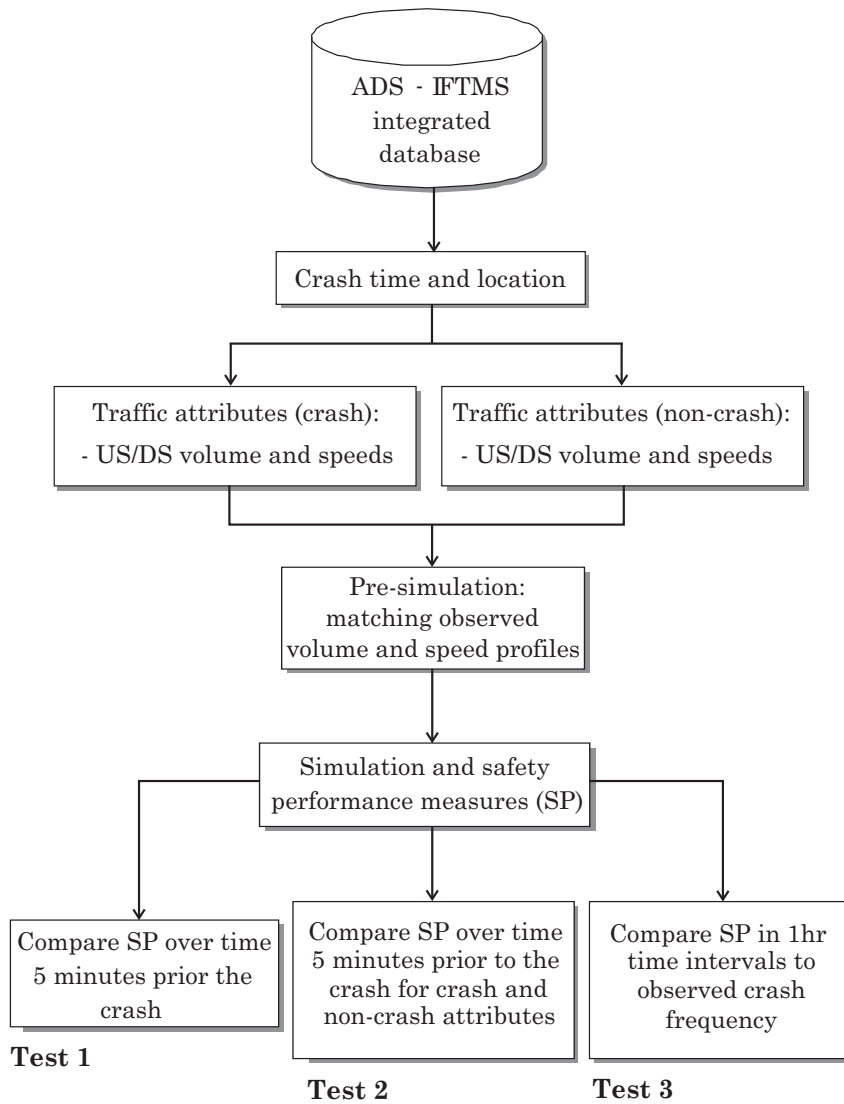 ADS - IFTMS
integrated
database
Crash time and location
Traffic attributes (crash):
- US/DS volume and speeds
Traffic attributes (non-crash):
- US/DS volume and speeds
Pre-simulation:
matching observed
volume and speed profiles
Simulation and safety
performance measures (SP)
Compare SP over time
5 minutes prior the
crash
Test 1
Compare SP over time
5 minutes prior to the
crash for crash and
non-crash attributes
Test 2
Compare SP in 1hr
time intervals to
observed crash
frequency
Test 3